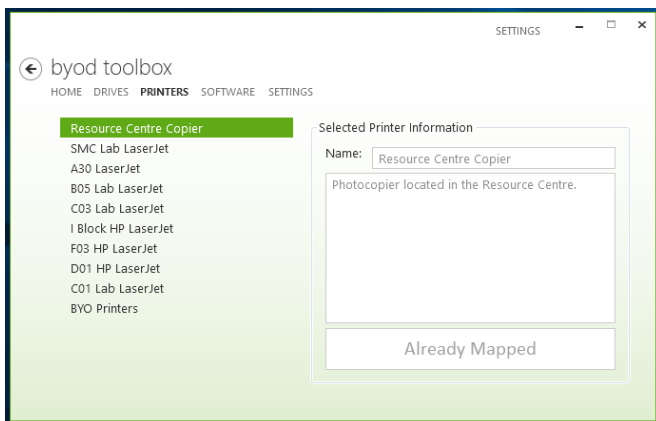 SETTINGS
byod toolbox
HOME DRIVES PRINTERS SOFTWARE SETTINGS
Resource Centre Copier
SMC Lab LaserJet
A30 LaserJet
B05 Lab LaserJet
C03 Lab LaserJet
I Block HP LaserJet
F03 HP LaserJet
D01 HP LaserJet
C01 Lab LaserJet
BYO Printers
Selected Printer Information
Name: Resource Centre Copier
Photocopier located in the Resource Centre.
Already Mapped